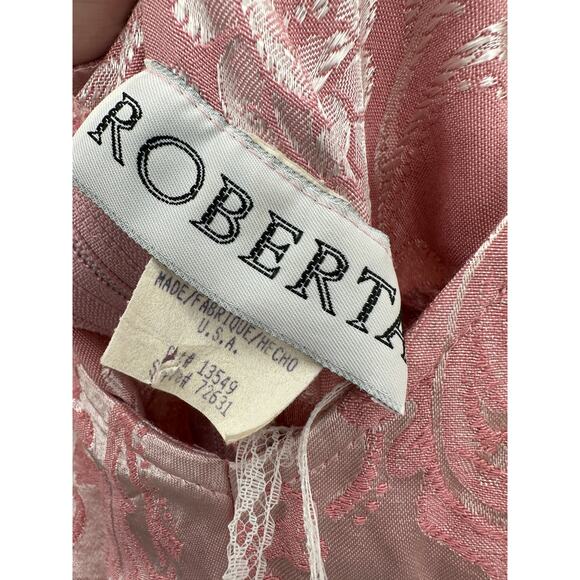 ROBERTA
MADE/FABRIQUE/HECHO
U.S.A.
13549
72631